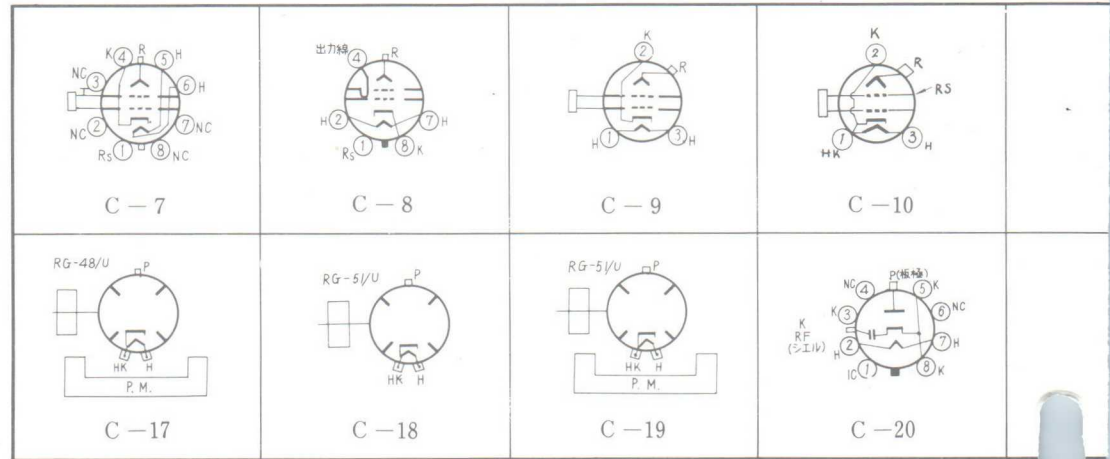 K ④ R ⑤ H
NC ③ ⑥ H
NC ② ⑦ NC
Rs ① ⑧ NC
C－7
出力線 ④ R
H ② ⑦ H
Rs ① ⑧ K
C－8
K
②
R
H ① ③ H
C－9
K
②
R
RS
① ③
HK H
C－10
RG-48/U P
HK H
P. M.
C－17
RG-51/U P
HK H
C－18
RG-51/U P
HK H
P. M.
C－19
P(板極)
NC ④ ⑤ K
K ③ ⑥ NC
K
RF
(シエル)
H ② ⑦ H
IC ① ⑧ K
C－20